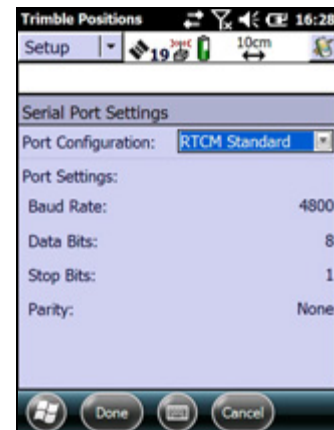 Trimble Positions 16:28
Setup 19 10cm
Serial Port Settings
Port Configuration: RTCM Standard
Port Settings:
Baud Rate: 4800
Data Bits: 8
Stop Bits: 1
Parity: None
Done Cancel